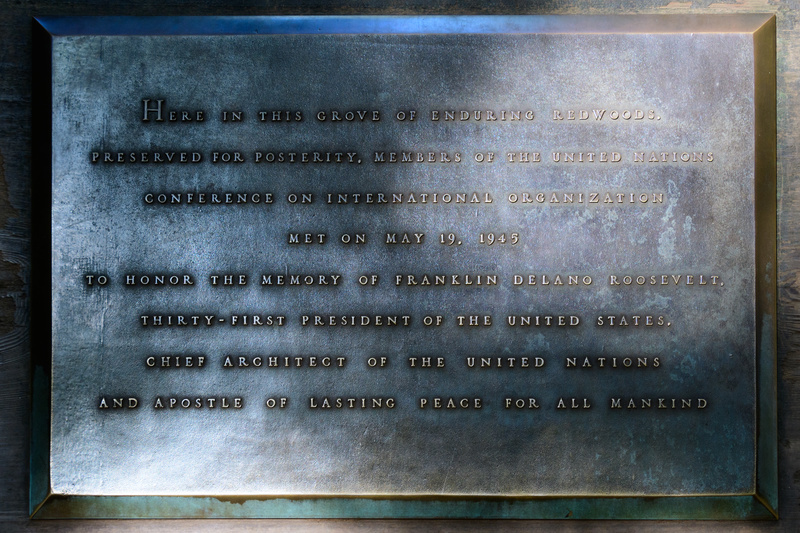 HERE IN THIS GROVE OF ENDURING REDWOODS,
PRESERVED FOR POSTERITY, MEMBERS OF THE UNITED NATIONS
CONFERENCE ON INTERNATIONAL ORGANIZATION
MET ON MAY 19, 1945
TO HONOR THE MEMORY OF FRANKLIN DELANO ROOSEVELT,
THIRTY-FIRST PRESIDENT OF THE UNITED STATES,
CHIEF ARCHITECT OF THE UNITED NATIONS
AND APOSTLE OF LASTING PEACE FOR ALL MANKIND